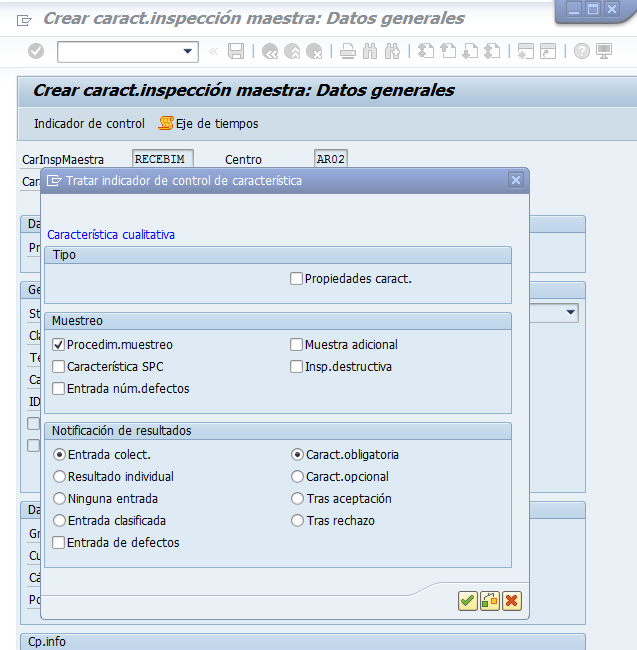 Crear caract.inspección maestra: Datos generales
Crear caract.inspección maestra: Datos generales
Indicador de control Eje de tiempos
CarInspMaestra RECEBIM Centro AR02
Tratar indicador de control de característica
Característica cualitativa
Tipo
Propiedades caract.
Muestreo
Procedim.muestreo Muestra adicional
Característica SPC Insp.destructiva
Entrada núm.defectos
Notificación de resultados
Entrada colect. Caract.obligatoria
Resultado individual Caract.opcional
Ninguna entrada Tras aceptación
Entrada clasificada Tras rechazo
Entrada de defectos
Cp.info